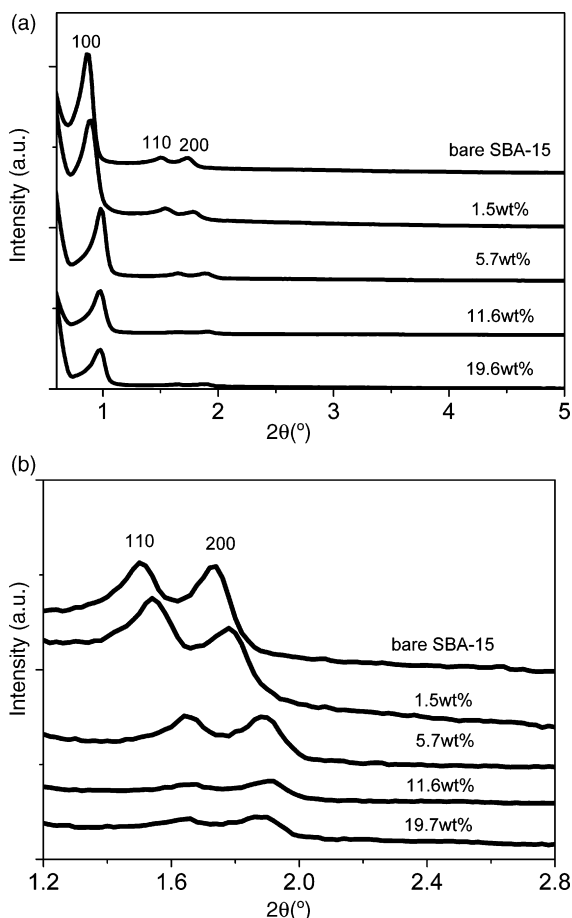 (a)
100
110 200
bare SBA-15
1.5wt%
5.7wt%
11.6wt%
19.6wt%
Intensity (a.u.)
1 2 3 4 5
2θ(°)
(b)
110 200
bare SBA-15
1.5wt%
5.7wt%
11.6wt%
19.7wt%
Intensity (a.u.)
1.2 1.6 2.0 2.4 2.8
2θ(°)